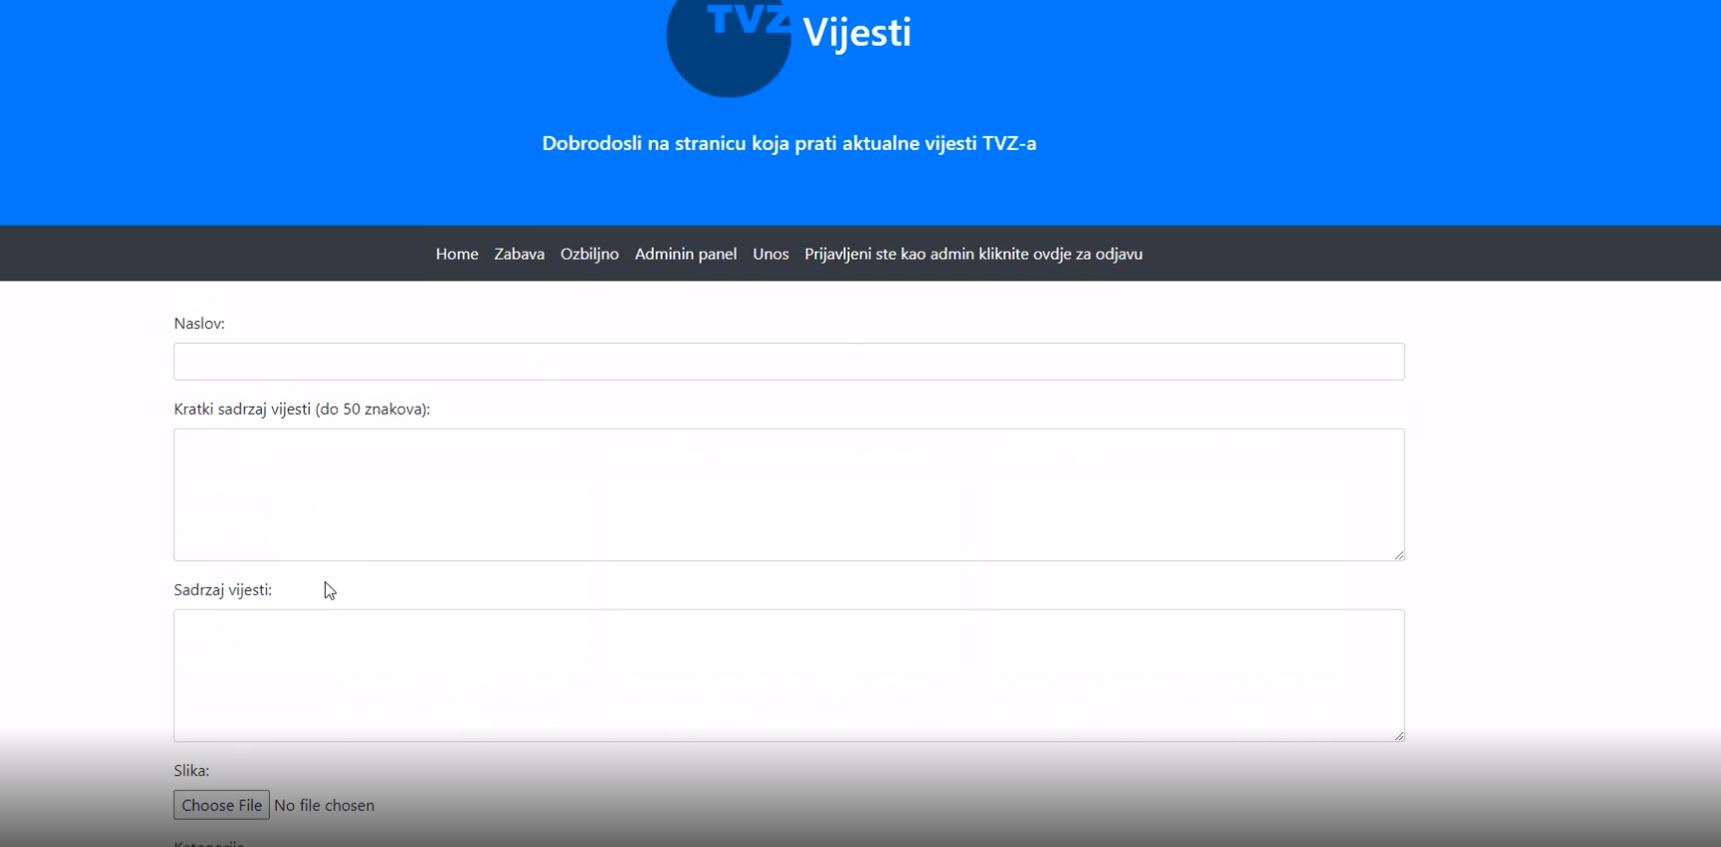 TVZ Vijesti
Dobrodosli na stranicu koja prati aktualne vijesti TVZ-a
Home Zabava Ozbiljno Adminin panel Unos Prijavljeni ste kao admin kliknite ovdje za odjavu
Naslov:
Kratki sadrzaj vijesti (do 50 znakova):
Sadrzaj vijesti:
Slika:
Choose File No file chosen